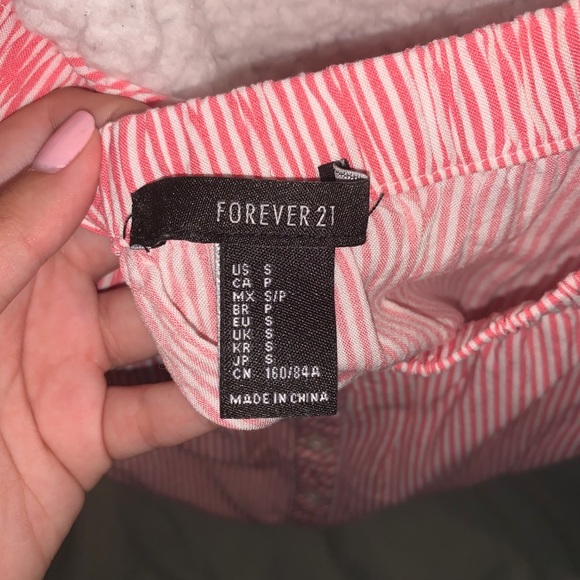 FOREVER 21
US S
CA P
MX S/P
BR P
EU S
UK S
KR S
JP S
CN 160/84A
MADE IN CHINA